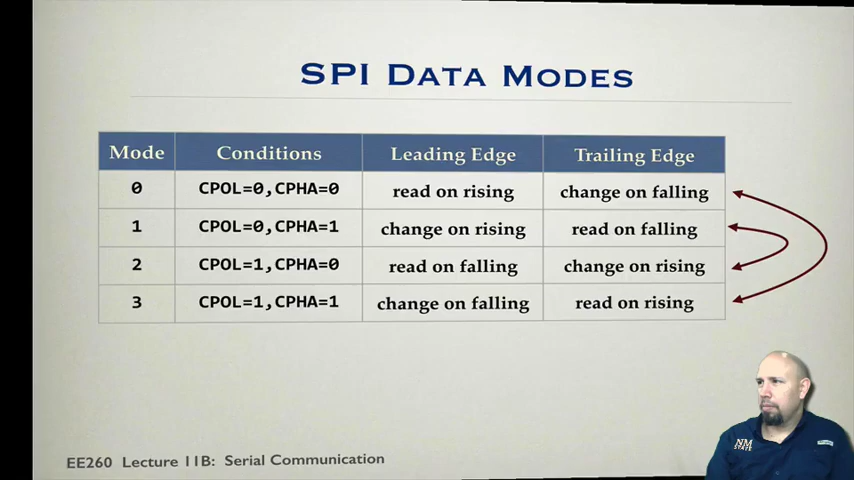 SPI DATA MODES
Mode Conditions Leading Edge Trailing Edge
0 CPOL=0,CPHA=0 read on rising change on falling
1 CPOL=0,CPHA=1 change on rising read on falling
2 CPOL=1,CPHA=0 read on falling change on rising
3 CPOL=1,CPHA=1 change on falling read on rising
NM
STATE
EE260 Lecture 11B: Serial Communication